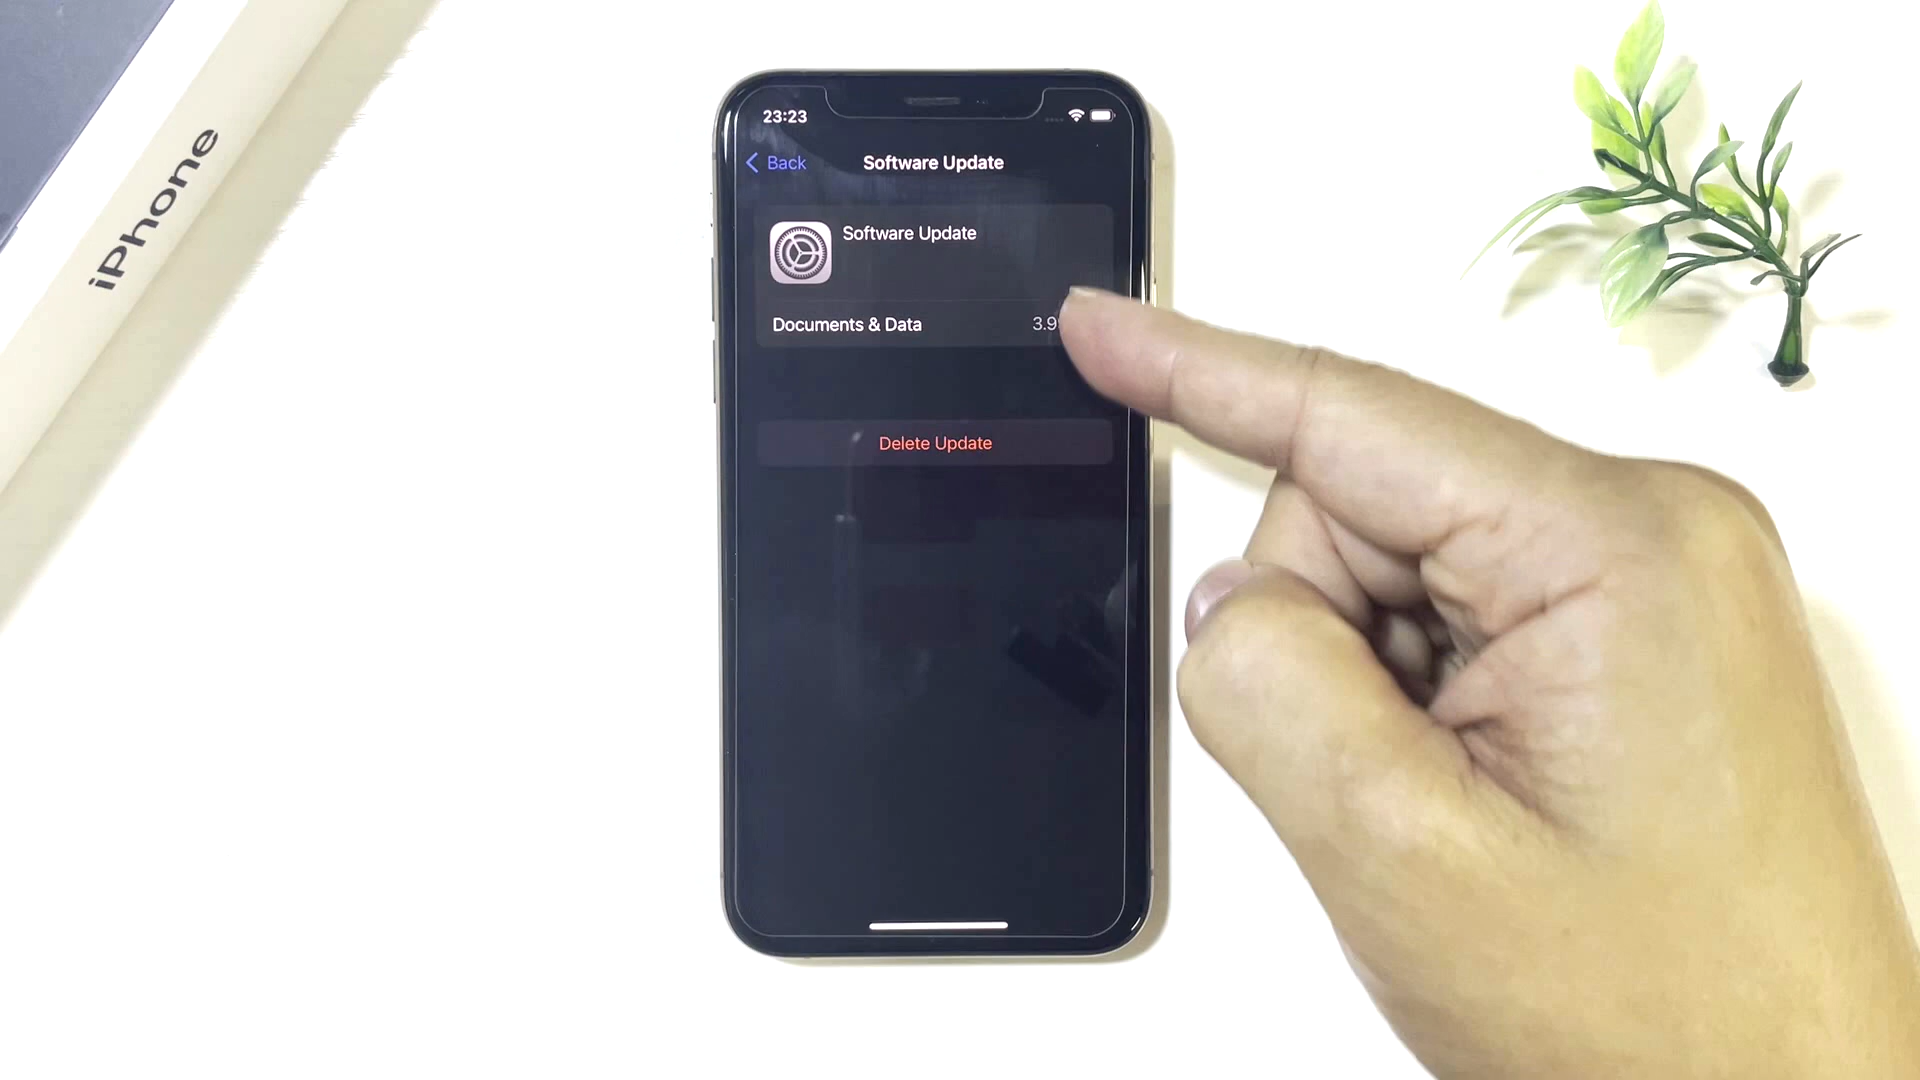 iPhone
23:23
Back
Software Update
Software Update
Documents & Data 3.9
Delete Update